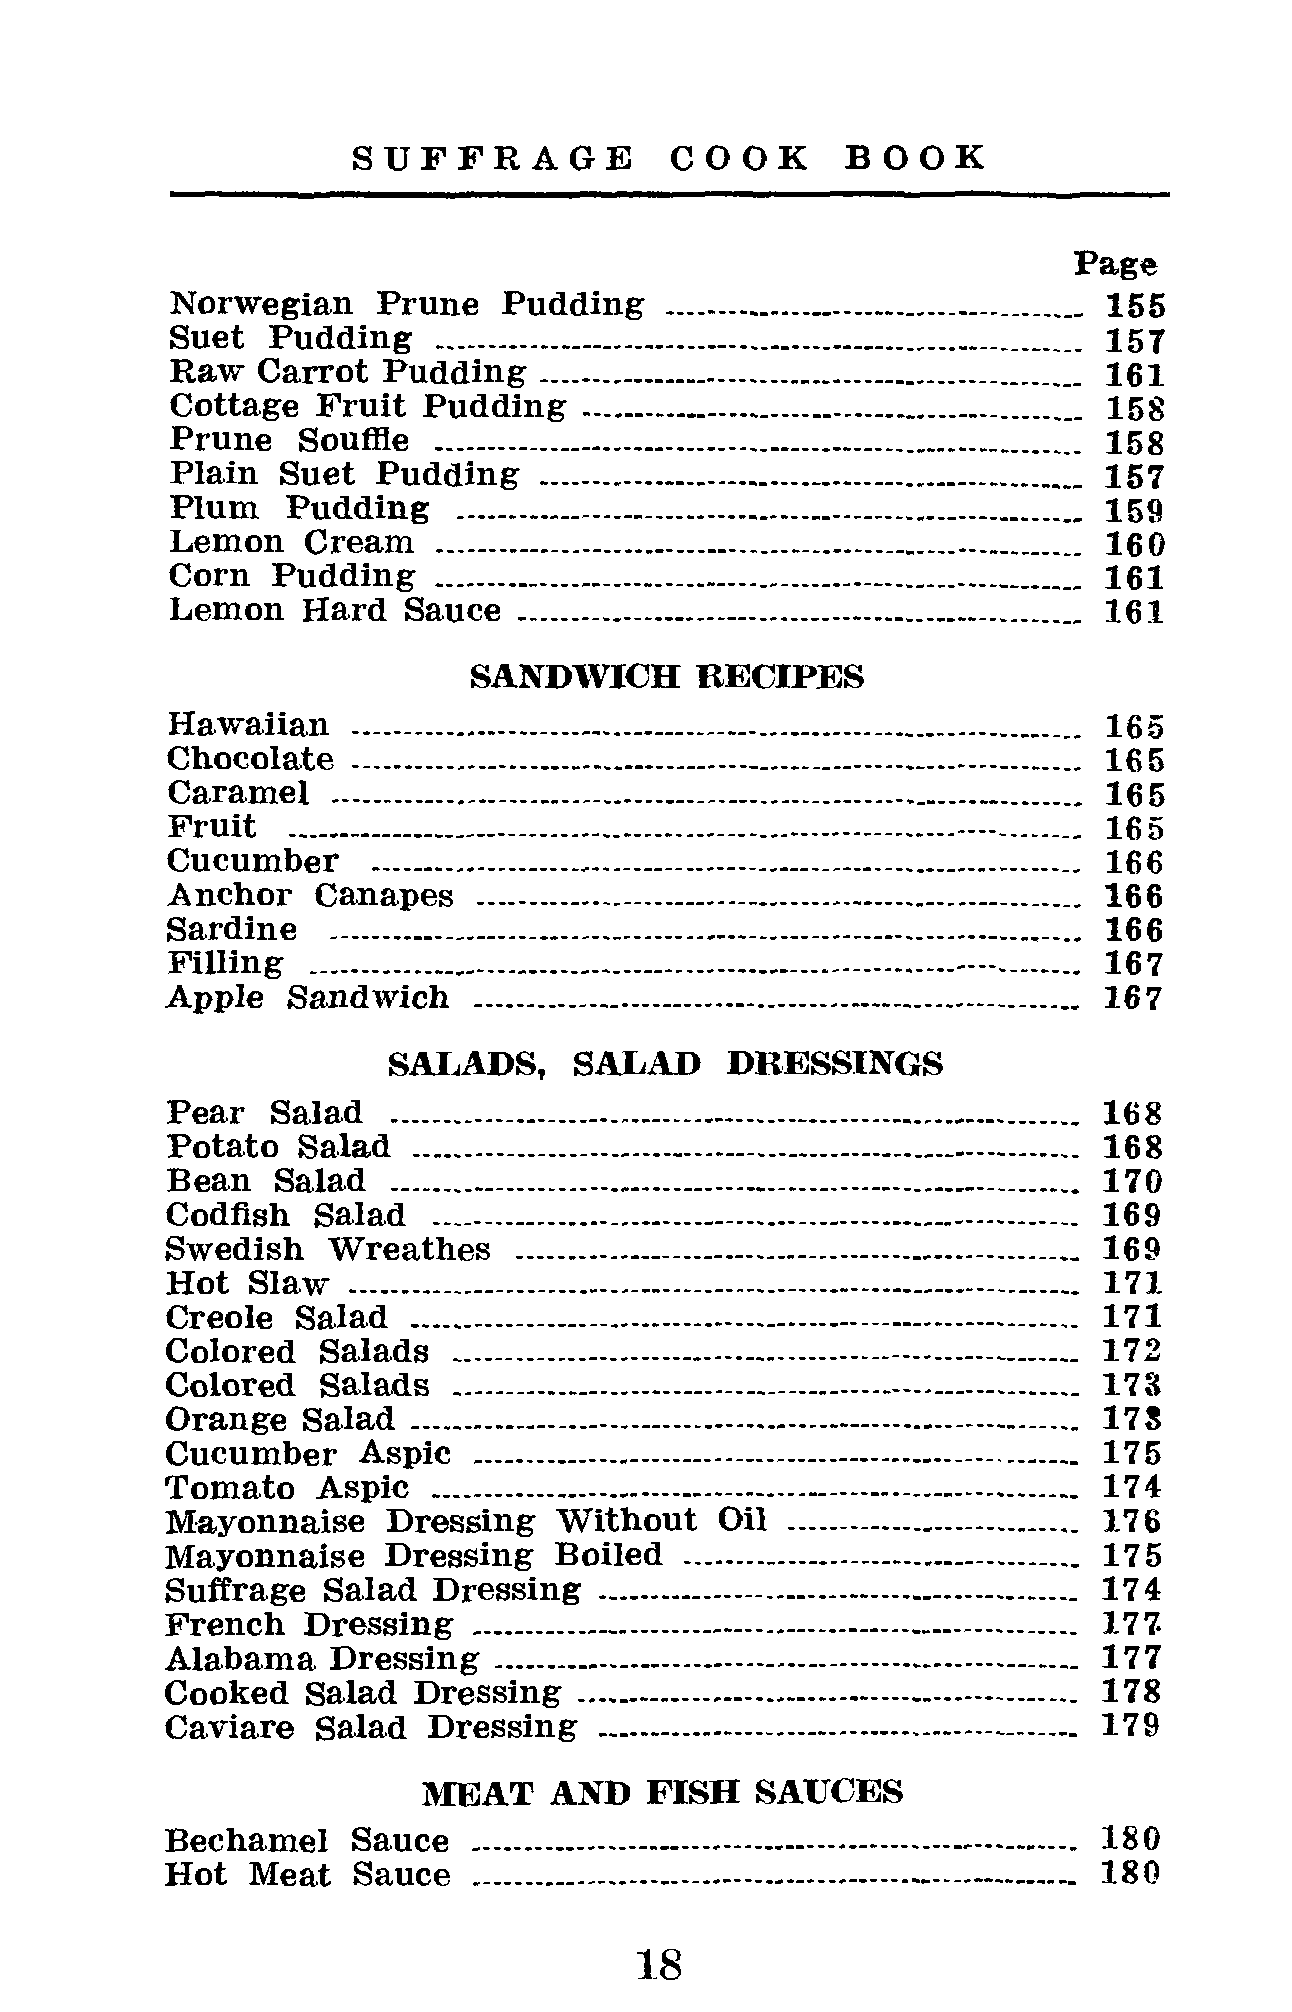 SUFFRAGE COOK BOOK
Page
Norwegian Prune Pudding 155
Suet Pudding 157
Raw Carrot Pudding 161
Cottage Fruit Pudding 158
Prune Souffle 158
Plain Suet Pudding 157
Plum Pudding 159
Lemon Cream 160
Corn Pudding 161
Lemon Hard Sauce 161
SANDWICH RECIPES
Hawaiian 165
Chocolate 165
Caramel 165
Fruit 165
Cucumber 166
Anchor Canapes 166
Sardine 166
Filling 167
Apple Sandwich 167
SALADS, SALAD DRESSINGS
Pear Salad 168
Potato Salad 168
Bean Salad 170
Codfish Salad 169
Swedish Wreathes 169
Hot Slaw 171
Creole Salad 171
Colored Salads 172
Colored Salads 173
Orange Salad 173
Cucumber Aspic 175
Tomato Aspic 174
Mayonnaise Dressing Without Oil 176
Mayonnaise Dressing Boiled 175
Suffrage Salad Dressing 174
French Dressing 177
Alabama Dressing 177
Cooked Salad Dressing 178
Caviare Salad Dressing 179
MEAT AND FISH SAUCES
Bechamel Sauce 180
Hot Meat Sauce 180
18